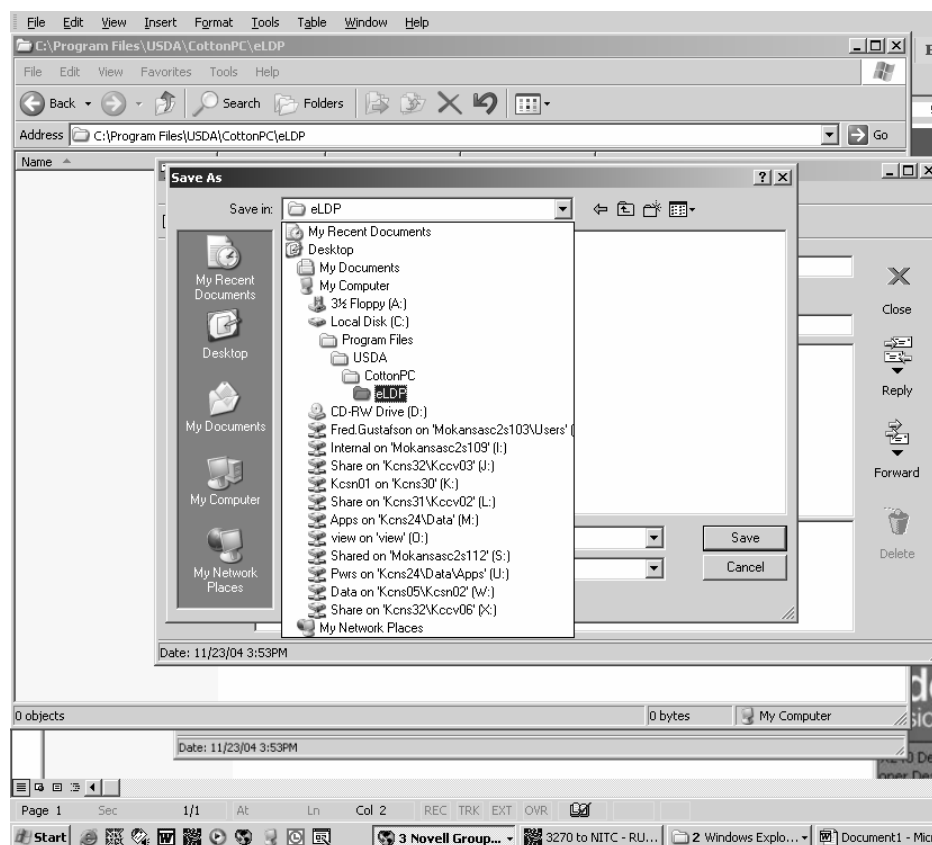 File Edit View Insert Format Tools Table Window Help
C:\Program Files\USDA\CottonPC\eLDP
File Edit View Favorites Tools Help
Back Search Folders
Address C:\Program Files\USDA\CottonPC\eLDP Go
Name
Save As
Save in: eLDP
My Recent Documents
Desktop
My Documents
My Computer
3½ Floppy (A:)
Local Disk (C:)
Program Files
USDA
CottonPC
eLDP
CD-RW Drive (D:)
Fred.Gustafson on 'Mokansasc2s103\Users' (
Internal on 'Mokansasc2s109' (I:)
Share on 'Kcns32\Kccv03' (J:)
Kcsn01 on 'Kcns30' (K:)
Share on 'Kcns31\Kccv02' (L:)
Apps on 'Kcns24\Data' (M:)
view on 'view' (O:)
Shared on 'Mokansasc2s112' (S:)
Pwrs on 'Kcns24\Data\Apps' (U:)
Data on 'Kcns05\Kcsn02' (W:)
Share on 'Kcns32\Kccv06' (X:)
My Network Places
My Recent
Documents
Desktop
My Documents
My Computer
My Network
Places
Save
Cancel
Close
Reply
Forward
Delete
Date: 11/23/04 3:53PM
0 objects 0 bytes My Computer
Date: 11/23/04 3:53PM
Page 1 Sec 1/1 At Ln Col 2 REC TRK EXT OVR
Start 3 Novell Group... 3270 to NITC - RU... 2 Windows Explo... Document1 - Micr